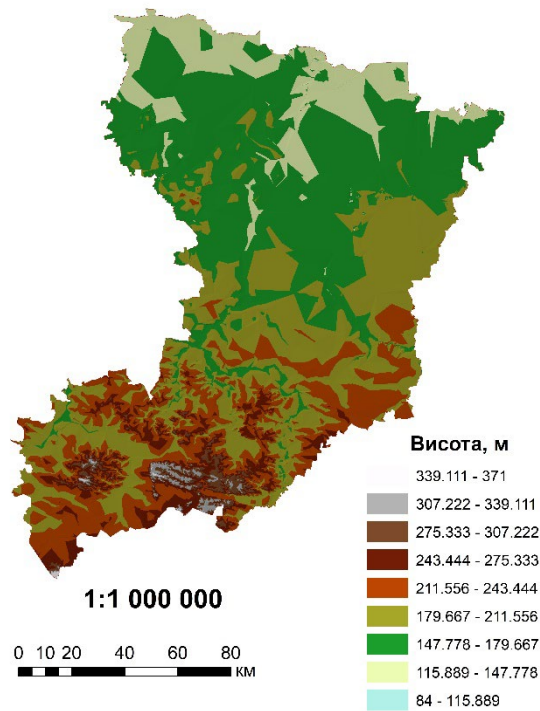 Висота, м
339.111 - 371
307.222 - 339.111
275.333 - 307.222
243.444 - 275.333
211.556 - 243.444
179.667 - 211.556
147.778 - 179.667
115.889 - 147.778
84 - 115.889
1:1 000 000
0 10 20 40 60 80
КМ